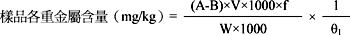 樣品各重金屬含量（mg/kg）= (A-B)×V×1000×f / W×1000 × 1 / θ₁